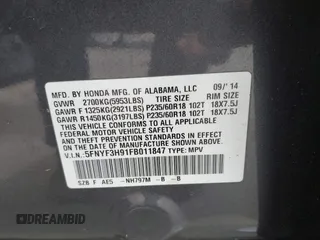 MFD. BY HONDA MFG. OF ALABAMA, LLC 09/'14
GVWR 2700KG(5953LBS) TIRE SIZE RIM SIZE
GAWR F 1325KG(2921LBS) P235/60R18 102T 18X7.5J
GAWR R 1450KG(3197LBS) P235/60R18 102T 18X7.5J
THIS VEHICLE CONFORMS TO ALL APPLICABLE FEDERAL MOTOR VEHICLE
SAFETY AND THEFT PREVENTION STANDARDS IN EFFECT ON THE
DATE OF MANUFACTURE SHOWN ABOVE.
V.I.N.:5FNYF3H91FB011847 TYPE: MPV
SZB F AES NH797M – B – B
DREAMBID